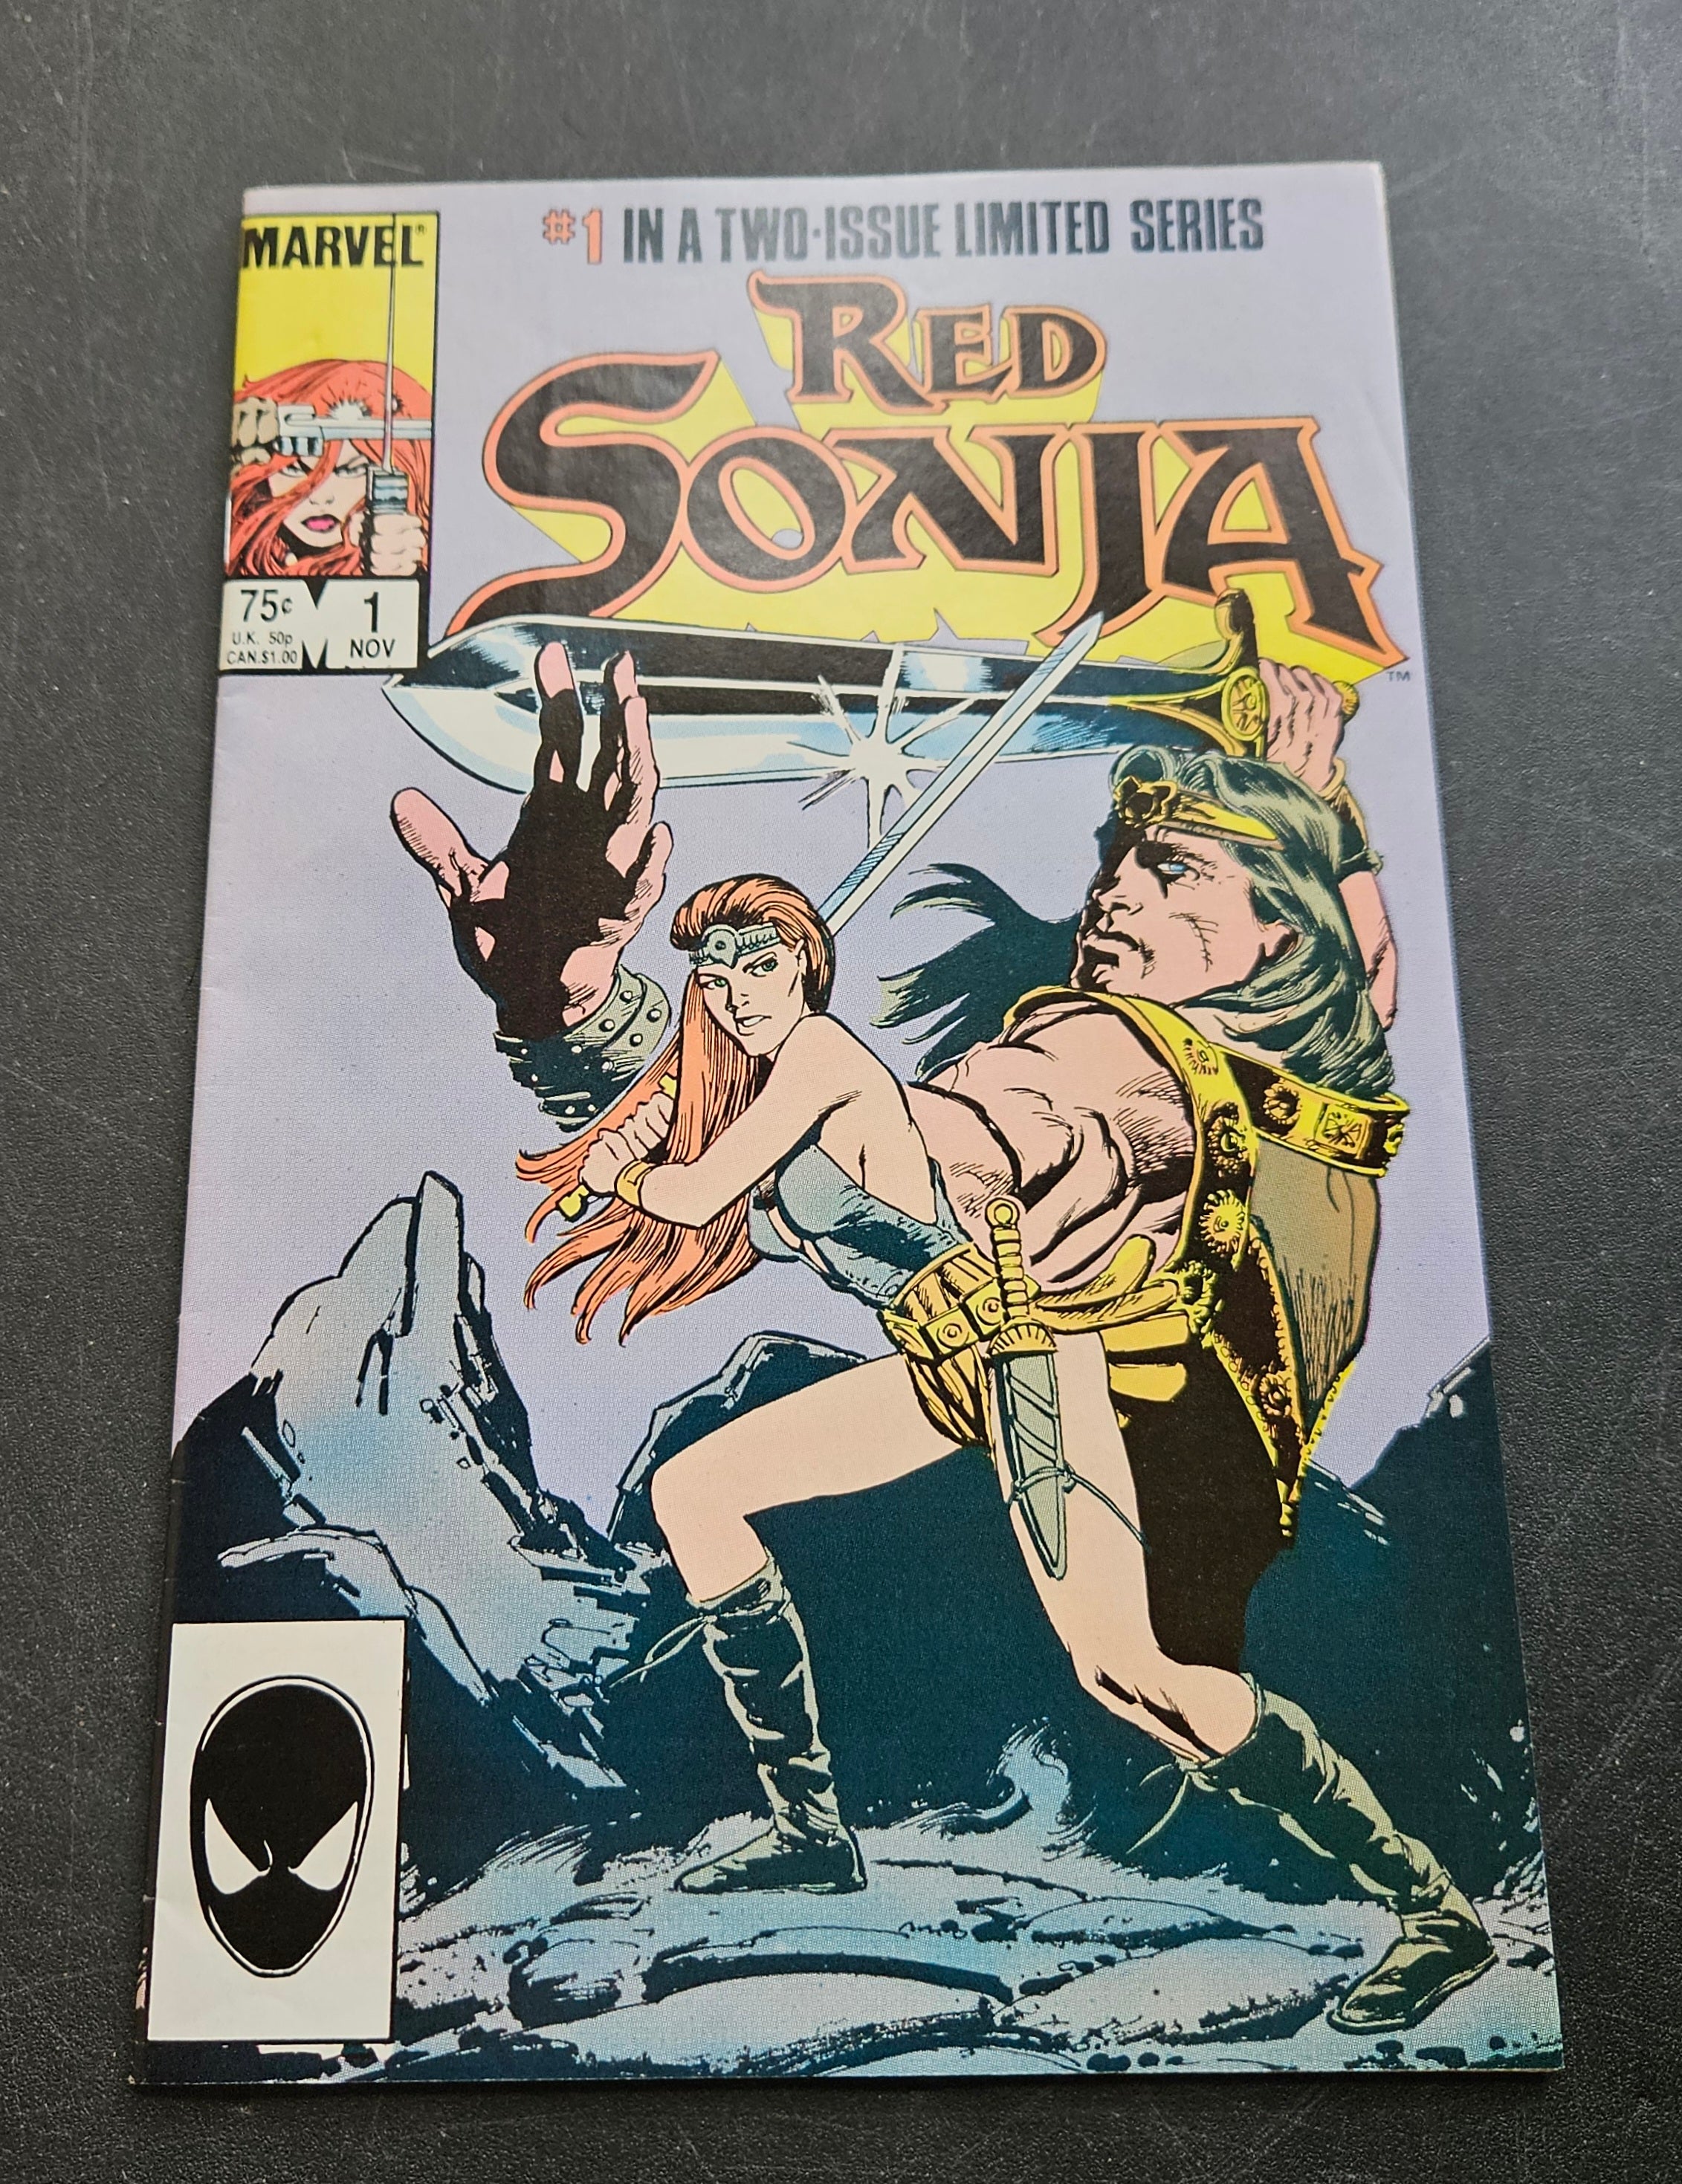 MARVEL®
#1 IN A TWO-ISSUE LIMITED SERIES
RED
SONJA
TM
75¢
U.K. 50p
CAN.$1.00
M
1
NOV